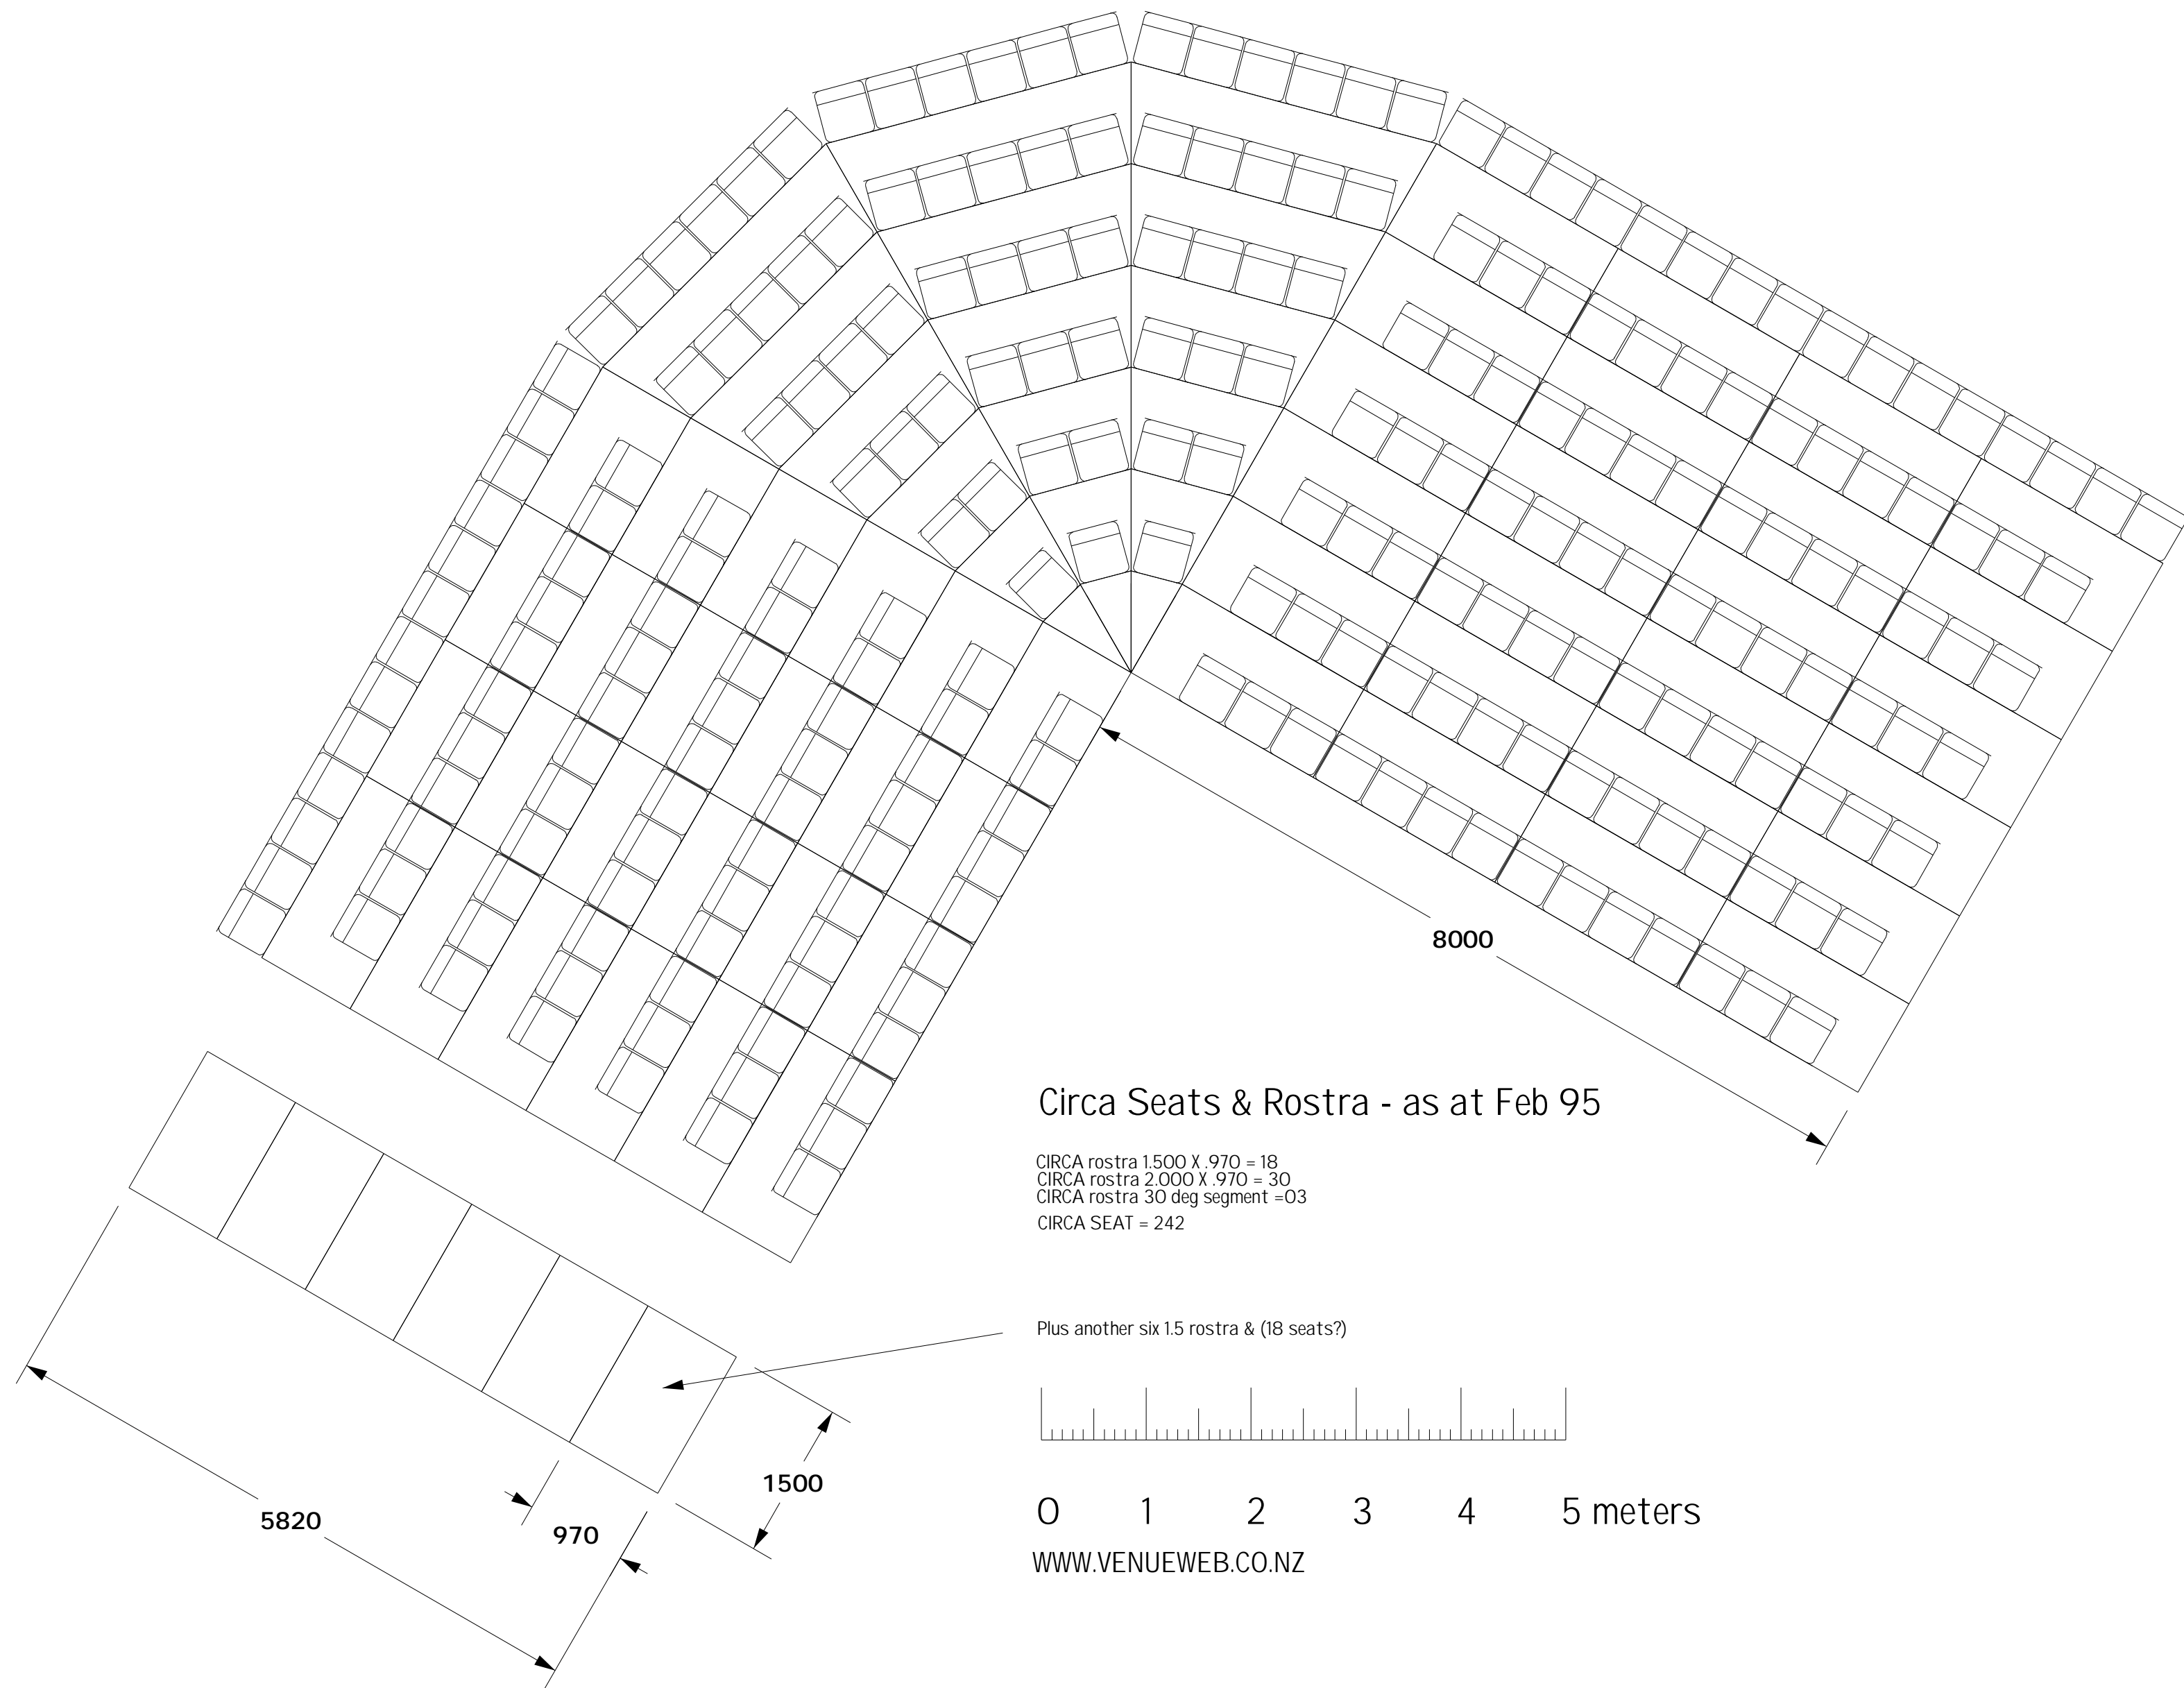 8000
Circa Seats & Rostra - as at Feb 95
CIRCA rostra 1.500 X .970 = 18
CIRCA rostra 2.000 X .970 = 30
CIRCA rostra 30 deg segment =03
CIRCA SEAT = 242
Plus another six 1.5 rostra & (18 seats?)
1500
5820
970
0 1 2 3 4 5 meters
WWW.VENUEWEB.CO.NZ